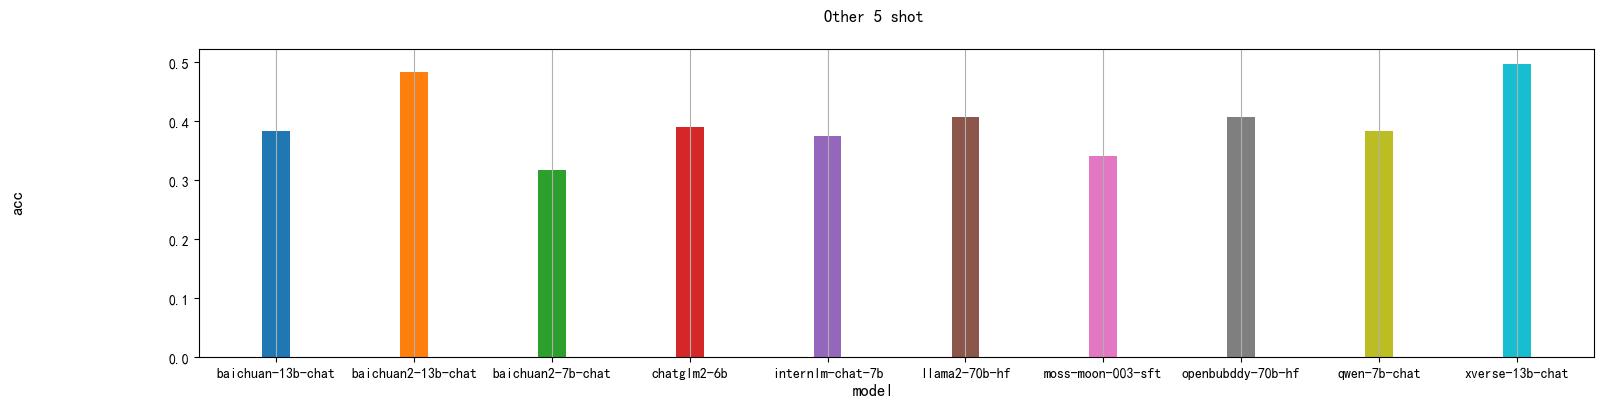 Other 5 shot
acc
0.5
0.4
0.3
0.2
0.1
0.0
baichuan-13b-chat baichuan2-13b-chat baichuan2-7b-chat chatglm2-6b internlm-chat-7b llama2-70b-hf moss-moon-003-sft openbubddy-70b-hf qwen-7b-chat xverse-13b-chat
model